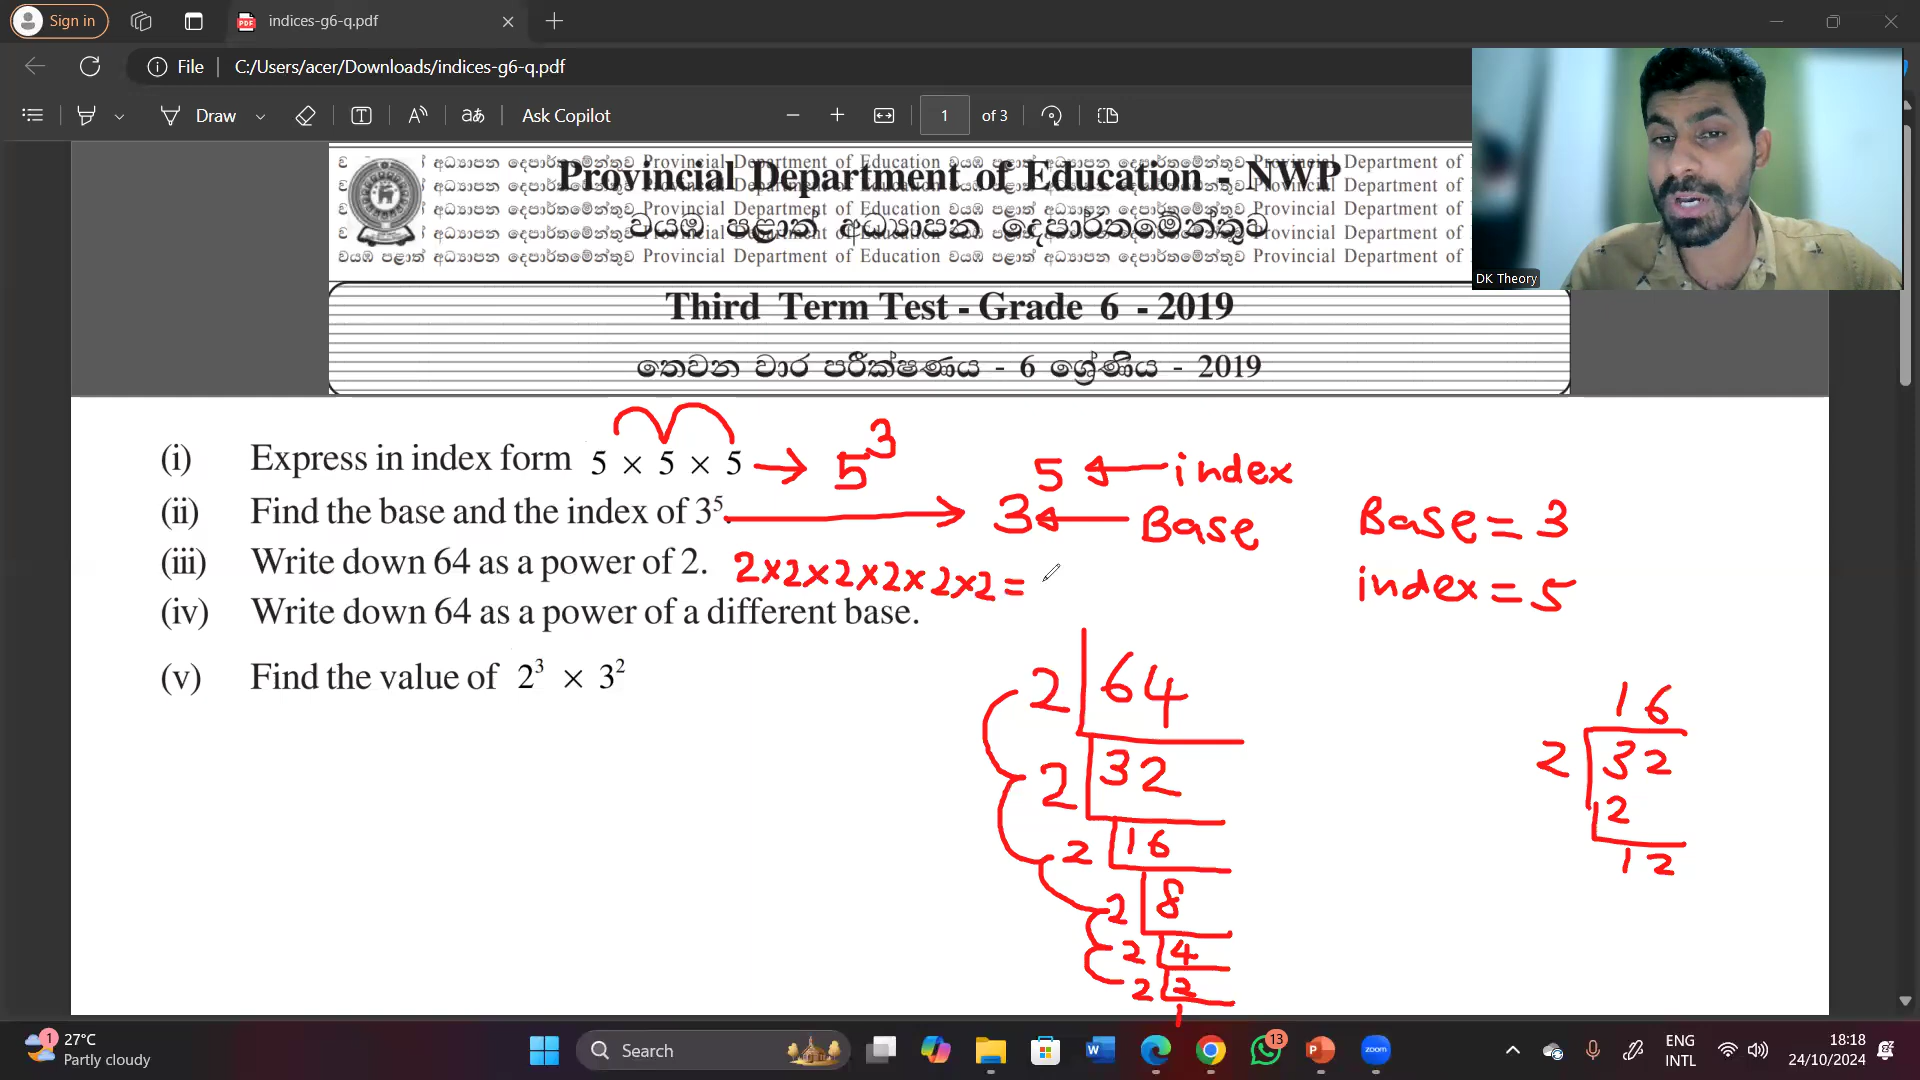 Sign in
indices-g6-q.pdf
File
C:/Users/acer/Downloads/indices-g6-q.pdf
Draw
aあ
Ask Copilot
1 of 3
Provincial Department of Education - NWP
වයඹ පළාත් අධ්‍යාපන දෙපාර්තමේන්තුව
Third Term Test - Grade 6 - 2019
තෙවන වාර පරීක්ෂණය - 6 ශ්‍රේණිය - 2019
DK Theory
(i) Express in index form 5 × 5 × 5 → 5³
5 ← index
(ii) Find the base and the index of 3⁵. → 3 ← Base
Base = 3
(iii) Write down 64 as a power of 2. 2×2×2×2×2×2=
index = 5
(iv) Write down 64 as a power of a different base.
(v) Find the value of 2³ × 3²
2 64
2 32
2 16
2 8
2 4
2 2
1
16
2 32
2
12
1
27°C
Partly cloudy
Search
13
zoom
ENG
INTL
18:18
24/10/2024